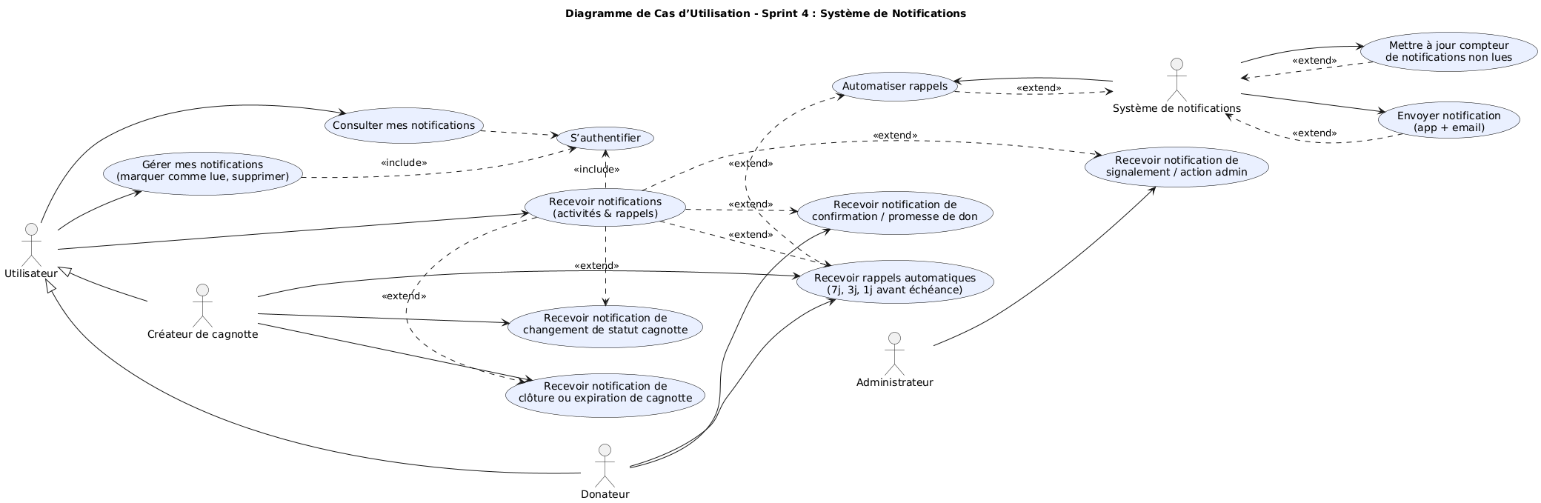 Diagramme de Cas d’Utilisation - Sprint 4 : Système de Notifications
Mettre à jour compteur
de notifications non lues
«extend»
Automatiser rappels
«extend»
Système de notifications
Envoyer notification
(app + email)
«extend»
Consulter mes notifications
S’authentifier
«extend»
Gérer mes notifications
(marquer comme lue, supprimer)
«include»
«include»
«extend»
Recevoir notification de
signalement / action admin
Recevoir notifications
(activités & rappels)
«extend»
Recevoir notification de
confirmation / promesse de don
«extend»
Utilisateur
«extend»
Recevoir rappels automatiques
(7j, 3j, 1j avant échéance)
«extend»
Créateur de cagnotte
Recevoir notification de
changement de statut cagnotte
Administrateur
Recevoir notification de
clôture ou expiration de cagnotte
Donateur